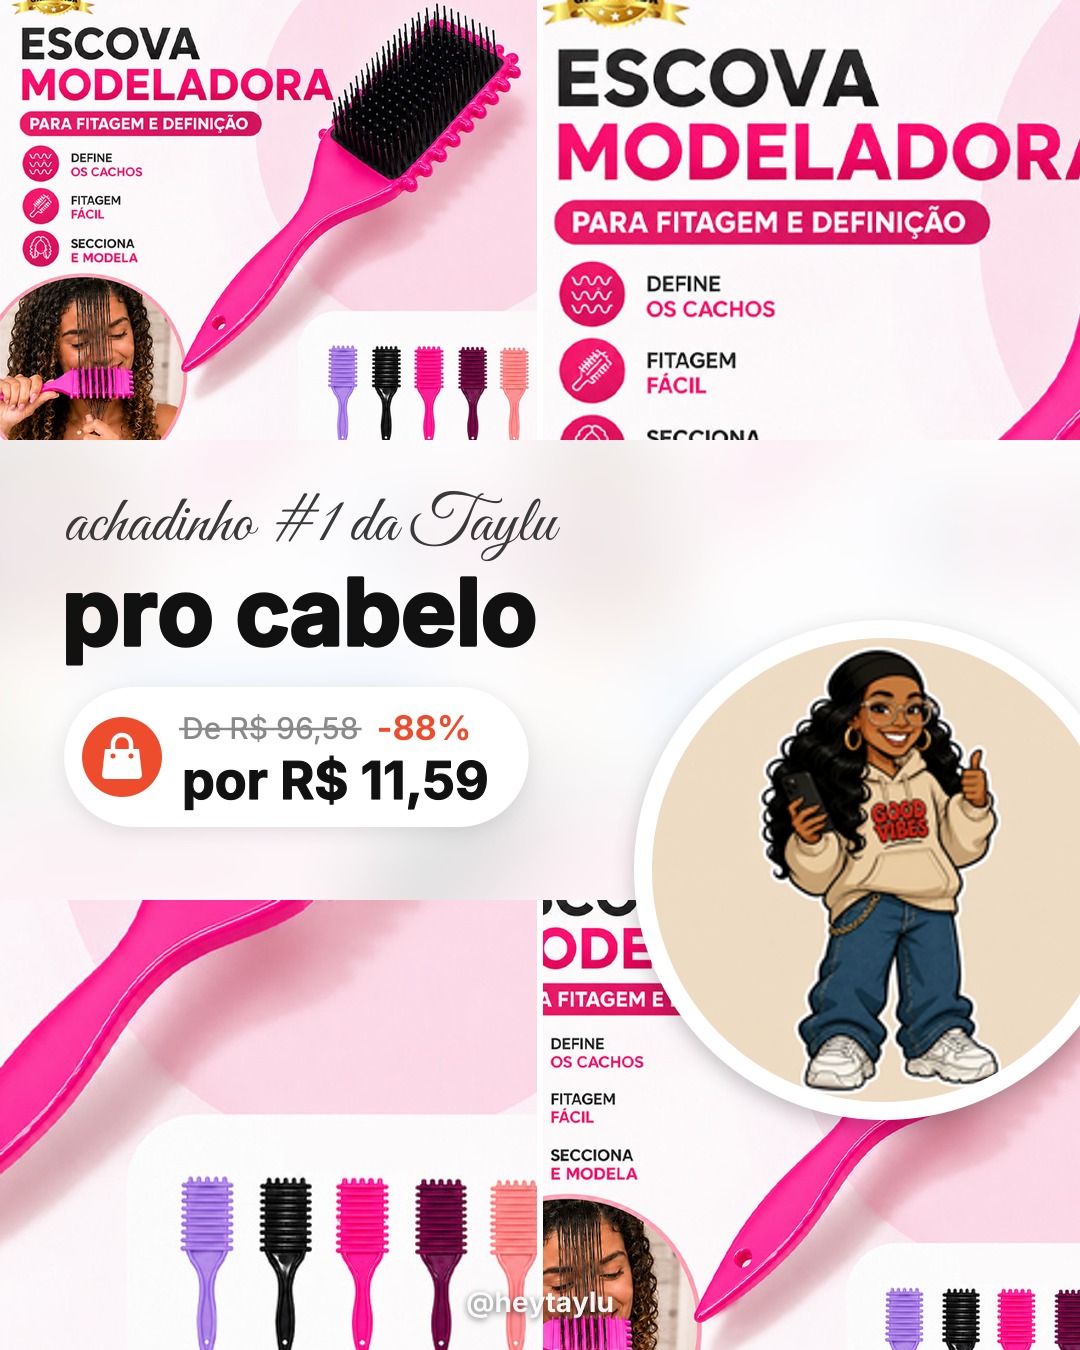 ESCOVA
MODELADORA
PARA FITAGEM E DEFINIÇÃO
DEFINE
OS CACHOS
FITAGEM
FÁCIL
SECCIONA
E MODELA
ESCOVA
MODELADORA
PARA FITAGEM E DEFINIÇÃO
DEFINE
OS CACHOS
FITAGEM
FÁCIL
SECCIONA
achadinho #1 da Taylu
pro cabelo
De R$ 96,58 -88%
por R$ 11,59
GOOD
VIBES
ODE
A FITAGEM E
DEFINE
OS CACHOS
FITAGEM
FÁCIL
SECCIONA
E MODELA
@heytaylu